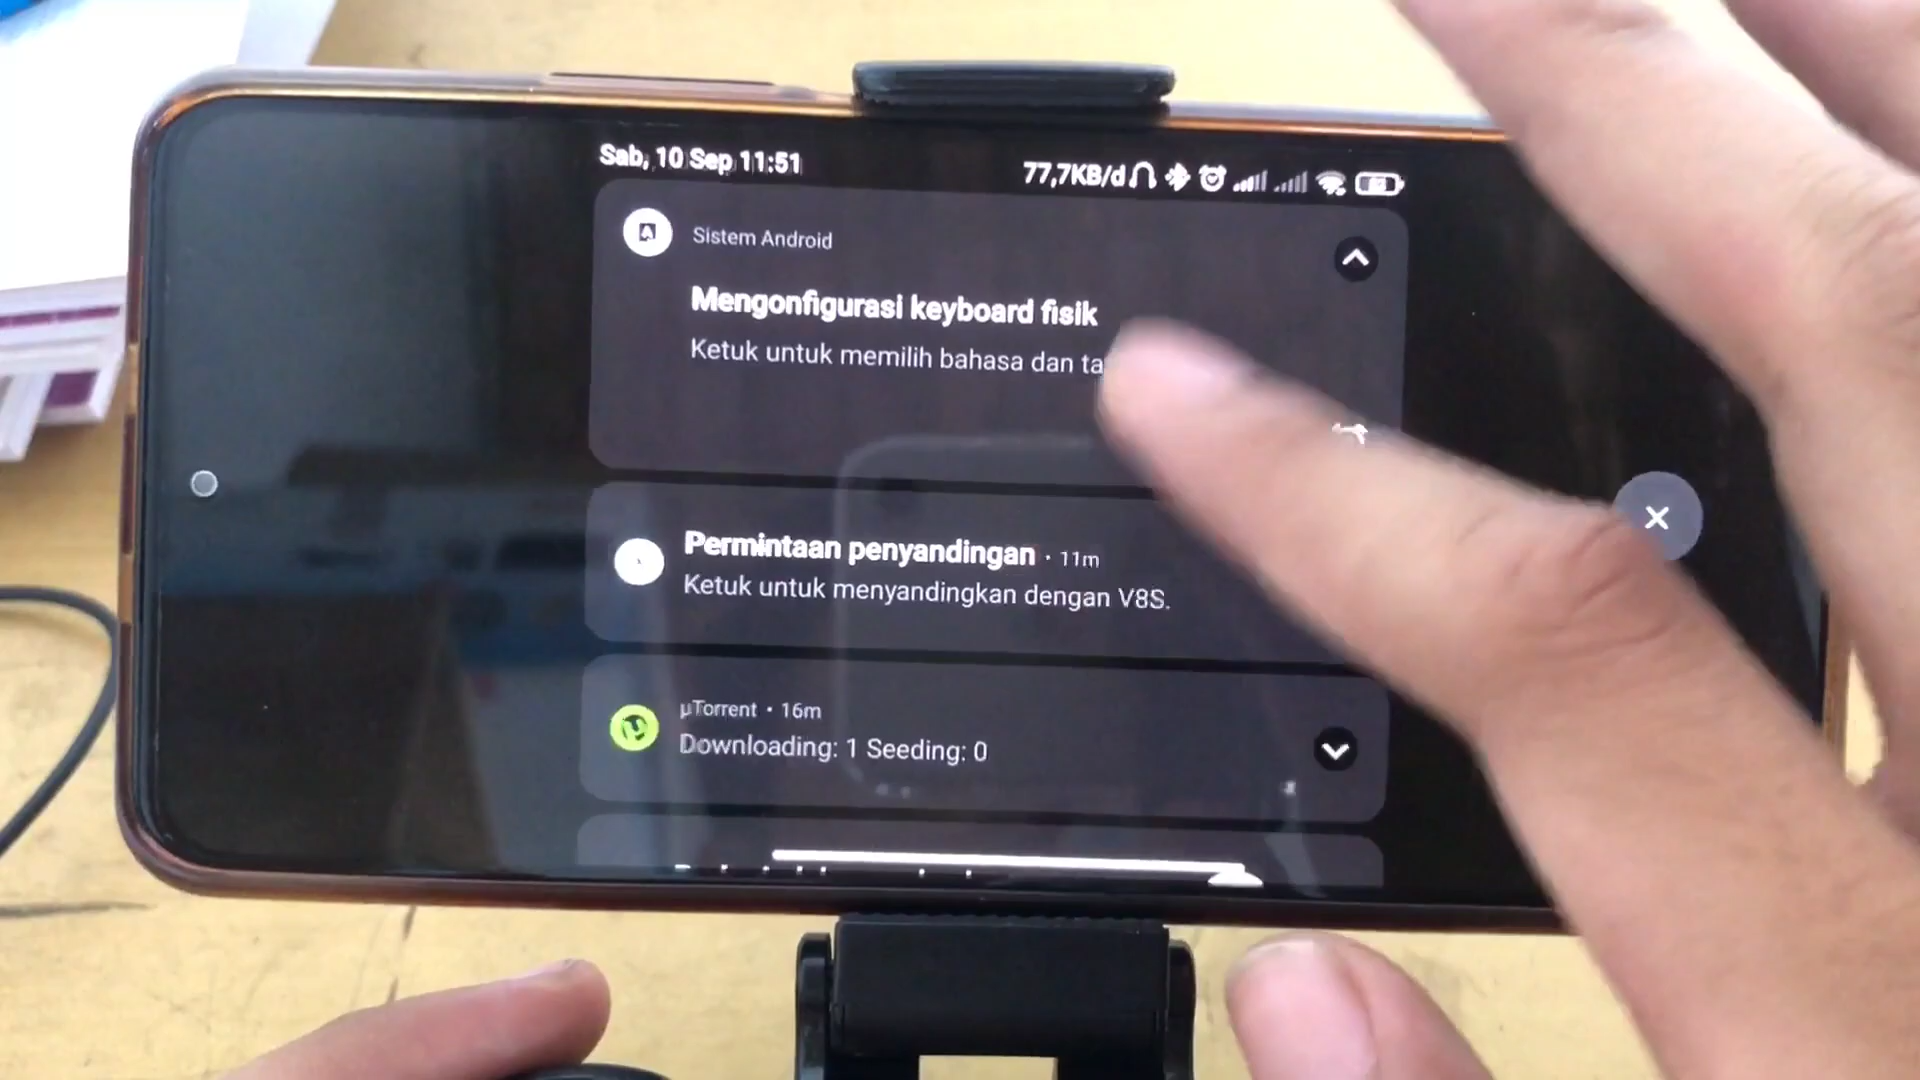 Sab, 10 Sep 11:51
77,7KB/d
Sistem Android
Mengonfigurasi keyboard fisik
Ketuk untuk memilih bahasa dan
Permintaan penyandingan · 11m
Ketuk untuk menyandingkan dengan V8S.
µTorrent · 16m
Downloading: 1 Seeding: 0